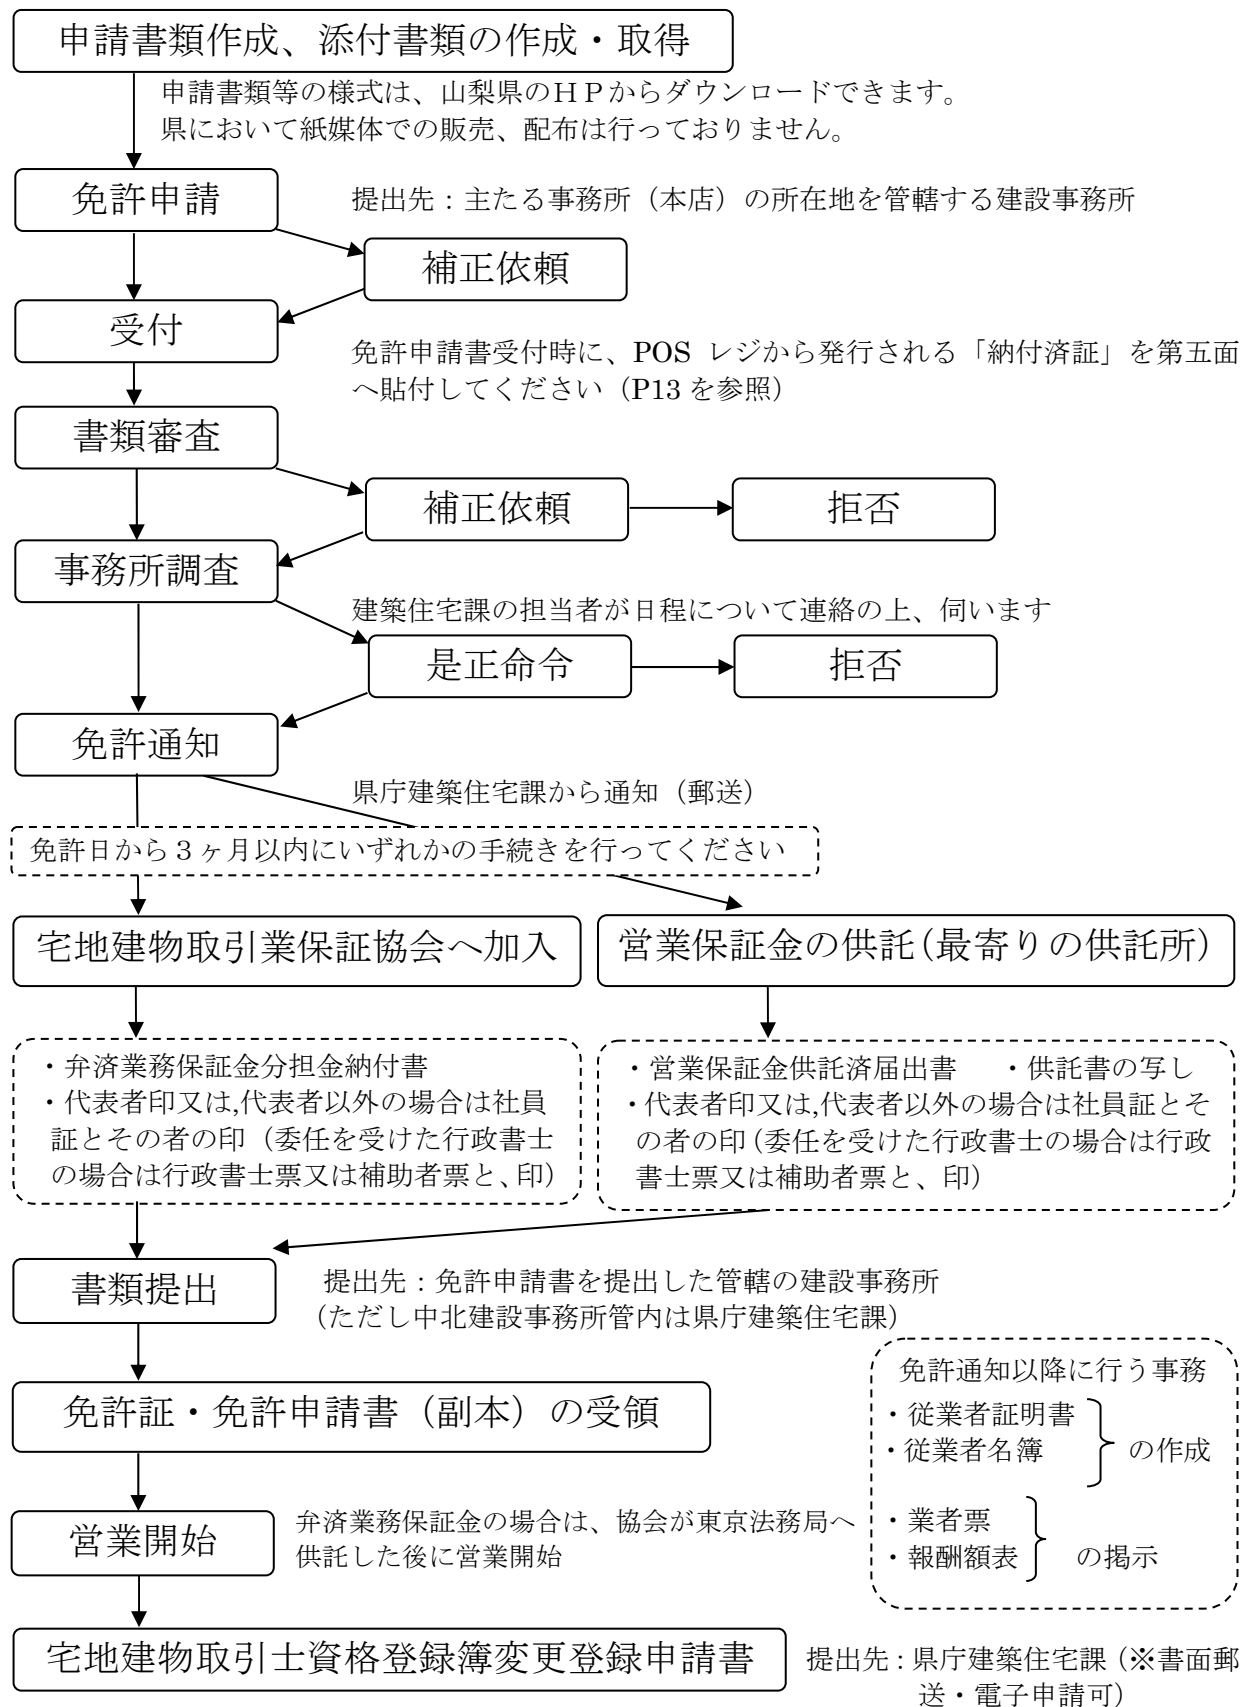 申請書類作成、添付書類の作成・取得
申請書類等の様式は、山梨県のＨＰからダウンロードできます。
県において紙媒体での販売、配布は行っておりません。
免許申請
提出先：主たる事務所（本店）の所在地を管轄する建設事務所
補正依頼
受付
免許申請書受付時に、POS レジから発行される「納付済証」を第五面
へ貼付してください（P13 を参照）
書類審査
補正依頼
拒否
事務所調査
建築住宅課の担当者が日程について連絡の上、伺います
是正命令
拒否
免許通知
県庁建築住宅課から通知（郵送）
免許日から３ヶ月以内にいずれかの手続きを行ってください
宅地建物取引業保証協会へ加入
営業保証金の供託（最寄りの供託所）
・弁済業務保証金分担金納付書
・代表者印又は,代表者以外の場合は社員
証とその者の印（委任を受けた行政書士
の場合は行政書士票又は補助者票と、印）
・営業保証金供託済届出書　・供託書の写し
・代表者印又は,代表者以外の場合は社員証とそ
の者の印（委任を受けた行政書士の場合は行政
書士票又は補助者票と、印）
書類提出
提出先：免許申請書を提出した管轄の建設事務所
（ただし中北建設事務所管内は県庁建築住宅課）
免許証・免許申請書（副本）の受領
免許通知以降に行う事務
・従業者証明書
・従業者名簿
の作成
・業者票
・報酬額表
の掲示
営業開始
弁済業務保証金の場合は、協会が東京法務局へ
供託した後に営業開始
宅地建物取引士資格登録簿変更登録申請書
提出先：県庁建築住宅課（※書面郵
送・電子申請可）